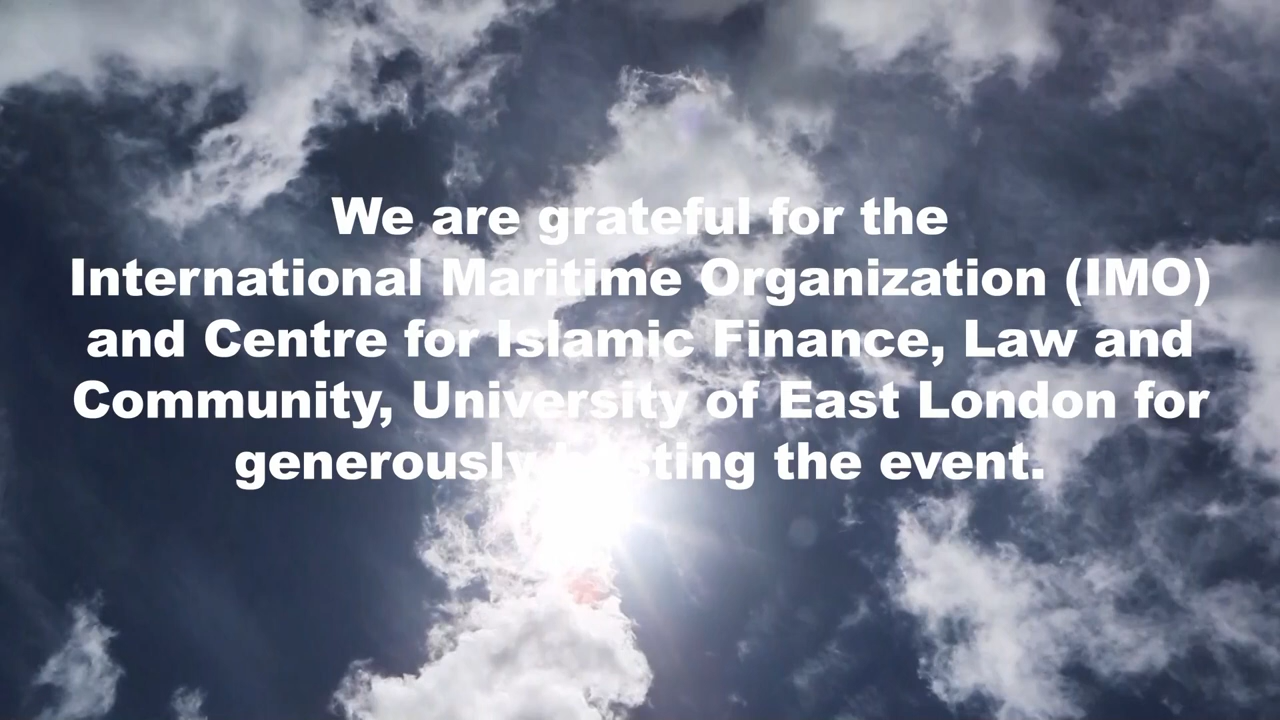 We are grateful for the
International Maritime Organization (IMO)
and Centre for Islamic Finance, Law and
Community, University of East London for
generously hosting the event.